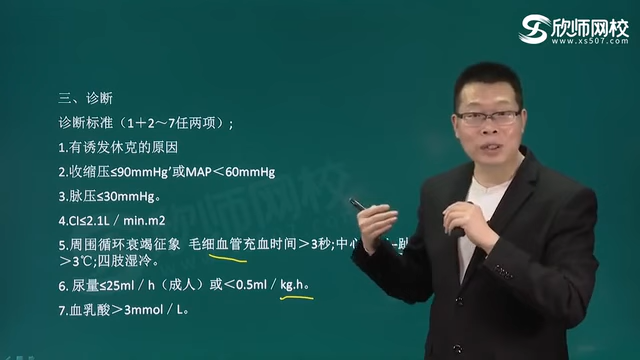 欣师网校
www.xs507.com
三、诊断
诊断标准（1＋2～7任两项）;
1.有诱发休克的原因
2.收缩压≤90mmHg'或MAP＜60mmHg
3.脉压≤30mmHg。
4.CI≤2.1L／min.m2
5.周围循环衰竭征象 毛细血管充血时间＞3秒;中心
＞3℃;四肢湿冷。
6. 尿量≤25ml／h（成人）或＜0.5ml／kg.h。
7.血乳酸＞3mmol／L。
欣师网校